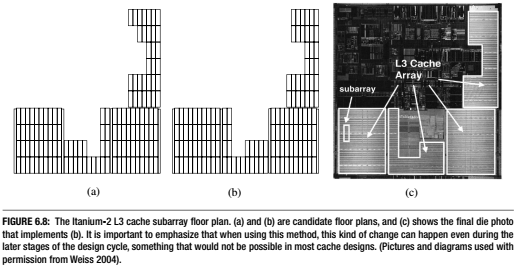 L3 Cache
Array
subarray
(a)
(b)
(c)
FIGURE 6.8: The Itanium-2 L3 cache subarray floor plan. (a) and (b) are candidate floor plans, and (c) shows the final die photo
that implements (b). It is important to emphasize that when using this method, this kind of change can happen even during the
later stages of the design cycle, something that would not be possible in most cache designs. (Pictures and diagrams used with
permission from Weiss 2004).